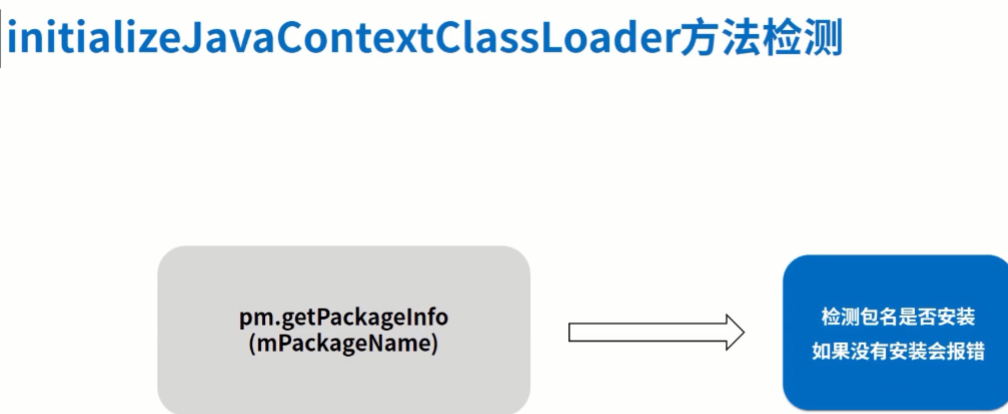 initializeJavaContextClassLoader方法检测
pm.getPackageInfo
(mPackageName)
检测包名是否安装
如果没有安装会报错